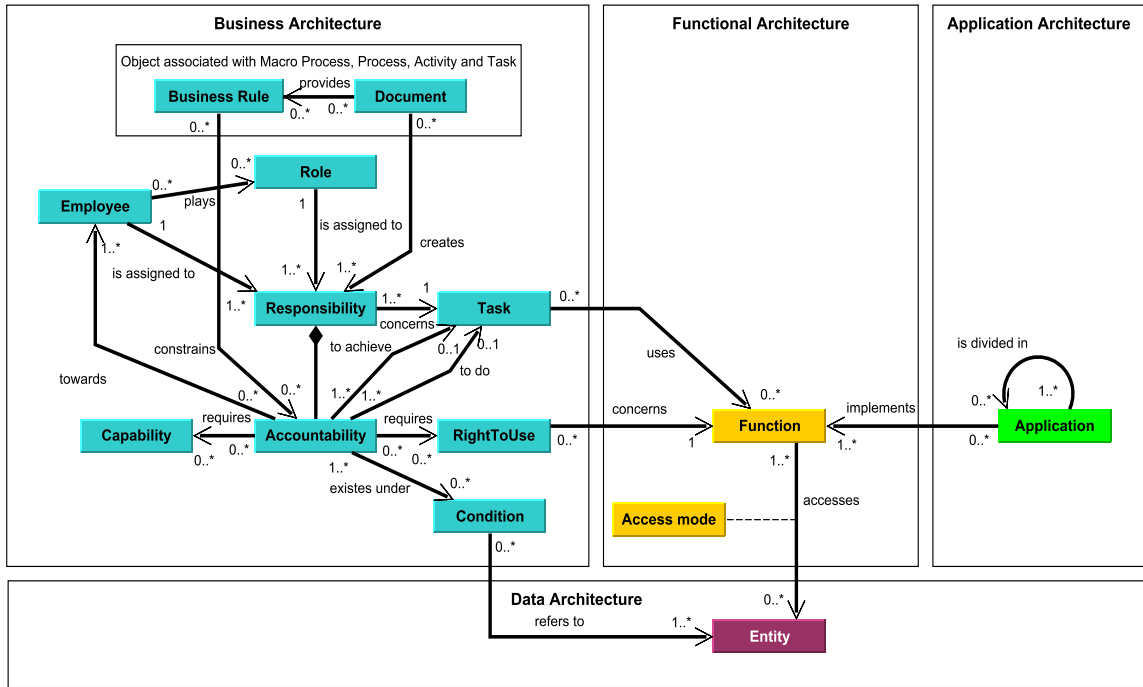 Business Architecture
Functional Architecture
Application Architecture
Object associated with Macro Process, Process, Activity and Task
provides
Business Rule
Document
0..*
0..*
0..*
0..*
0..*
Role
0..*
plays
Employee
1
1
is assigned to
creates
1..*
is assigned to
1..*
1..*
1..*
Responsibility
1..*
1
Task
0..*
concerns
is divided in
to achieve
0..1
0..1
constrains
uses
1..*
to do
towards
0..*
0..*
1..*
1..*
0..*
0..*
requires
requires
concerns
implements
Capability
Accountability
RightToUse
Function
Application
0..*
0..*
0..*
0..*
0..*
1
1..*
0..*
1..*
1..*
existes under
0..*
accesses
Condition
Access mode
0..*
Data Architecture
0..*
refers to
1..*
Entity